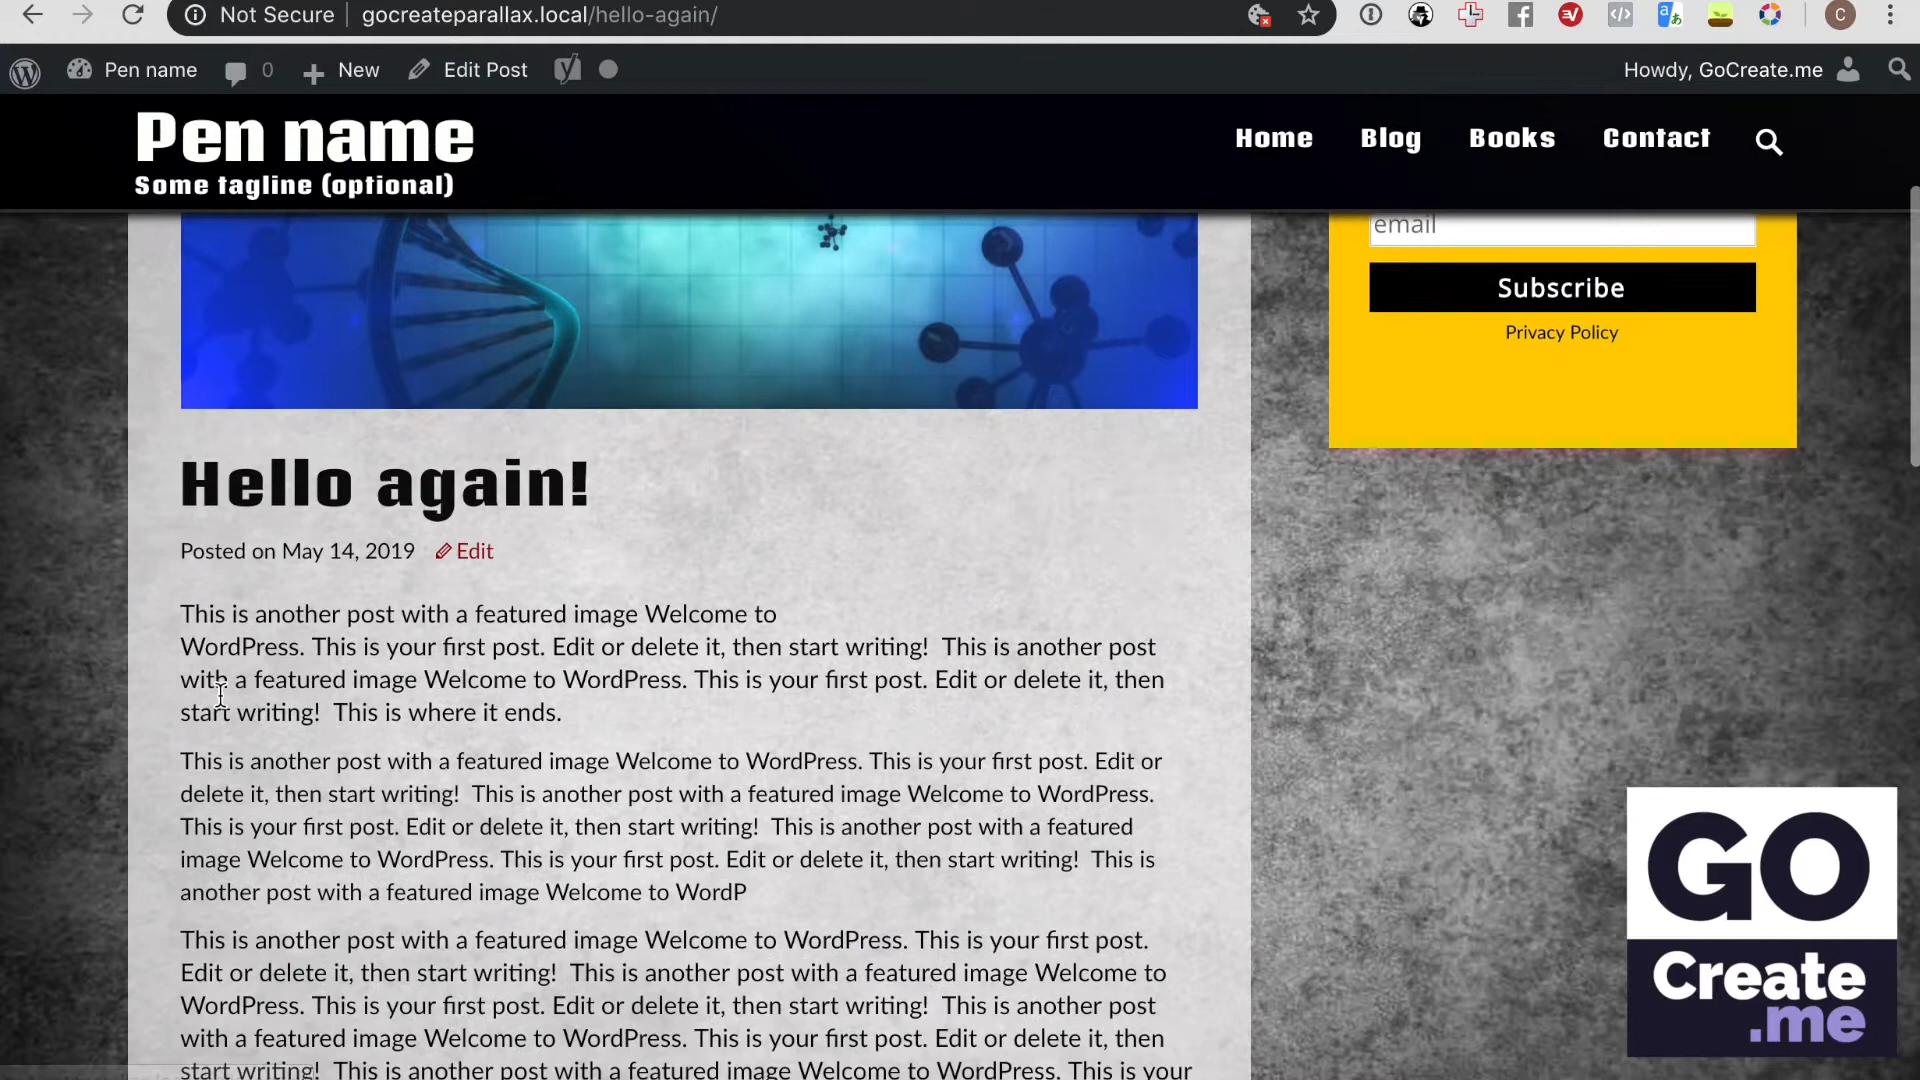 Not Secure gocreateparallax.local/hello-again/ C
Pen name 0 New Edit Post Howdy, GoCreate.me
Pen name
Some tagline (optional)
Home Blog Books Contact
email
Subscribe
Privacy Policy
Hello again!
Posted on May 14, 2019 Edit
This is another post with a featured image Welcome to
WordPress. This is your first post. Edit or delete it, then start writing!  This is another post
with a featured image Welcome to WordPress. This is your first post. Edit or delete it, then
start writing!  This is where it ends.
This is another post with a featured image Welcome to WordPress. This is your first post. Edit or
delete it, then start writing!  This is another post with a featured image Welcome to WordPress.
This is your first post. Edit or delete it, then start writing!  This is another post with a featured
image Welcome to WordPress. This is your first post. Edit or delete it, then start writing!  This is
another post with a featured image Welcome to WordP
This is another post with a featured image Welcome to WordPress. This is your first post.
Edit or delete it, then start writing!  This is another post with a featured image Welcome to
WordPress. This is your first post. Edit or delete it, then start writing!  This is another post
with a featured image Welcome to WordPress. This is your first post. Edit or delete it, then
start writing!  This is another post with a featured image Welcome to WordPress. This is your
GO
Create
.me